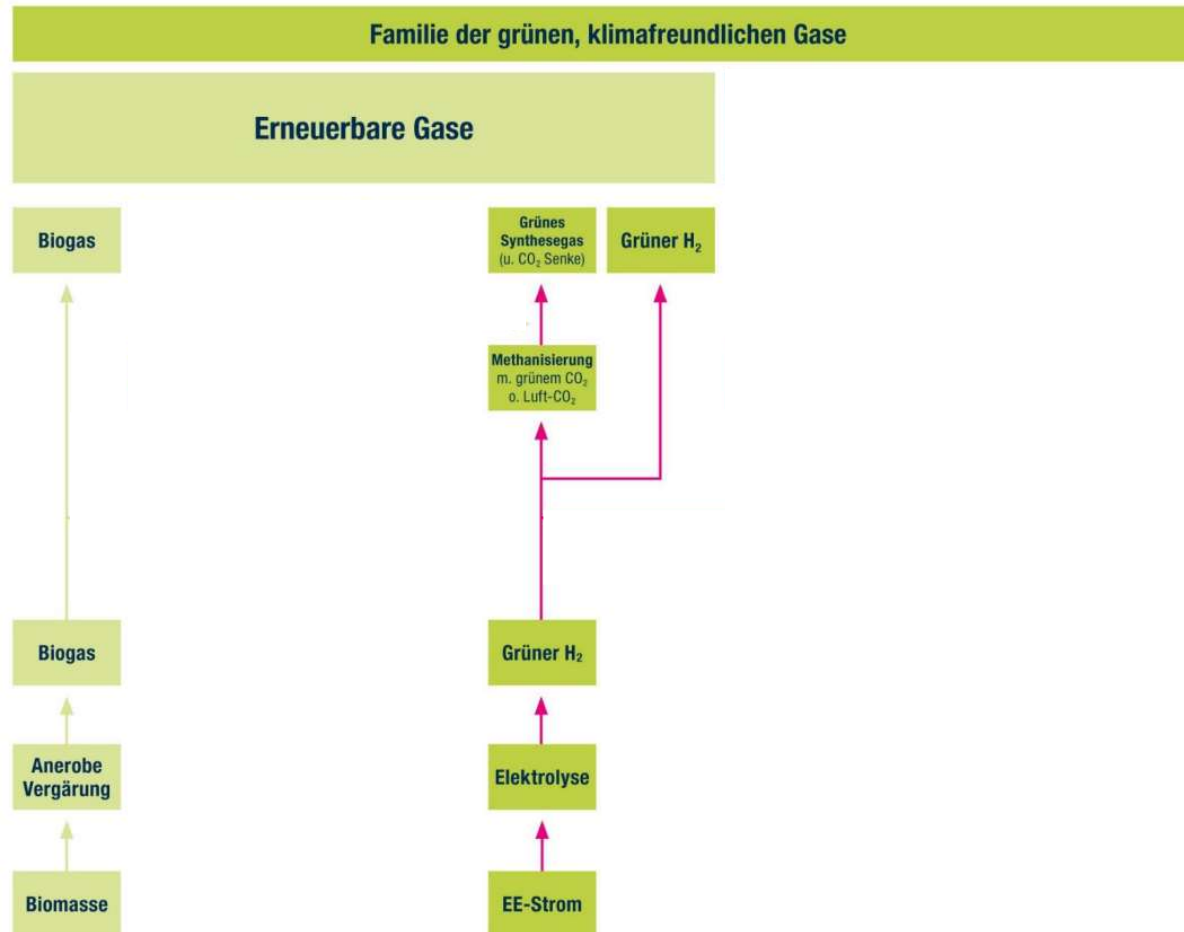 Familie der grünen, klimafreundlichen Gase
Erneuerbare Gase
Biogas
Grünes
Synthesegas
(u. CO₂ Senke)
Grüner H₂
Methanisierung
m. grünem CO₂
o. Luft-CO₂
Biogas
Grüner H₂
Anerobe
Vergärung
Elektrolyse
Biomasse
EE-Strom